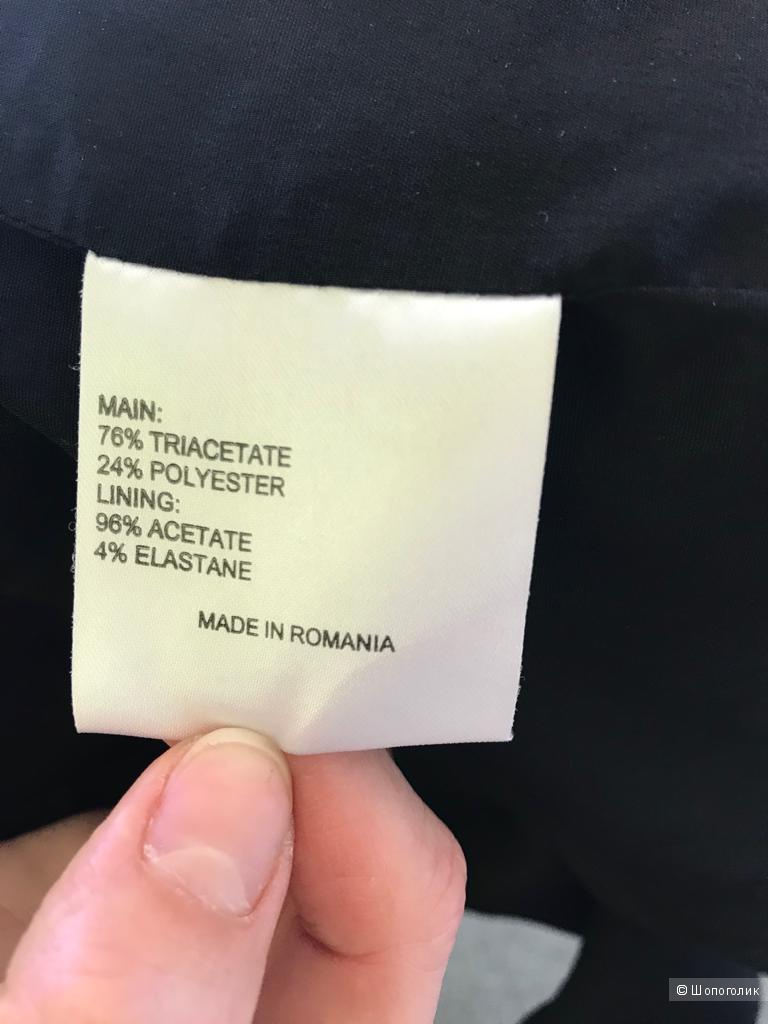 MAIN:
76% TRIACETATE
24% POLYESTER
LINING:
96% ACETATE
4% ELASTANE
MADE IN ROMANIA
© Шопоголик